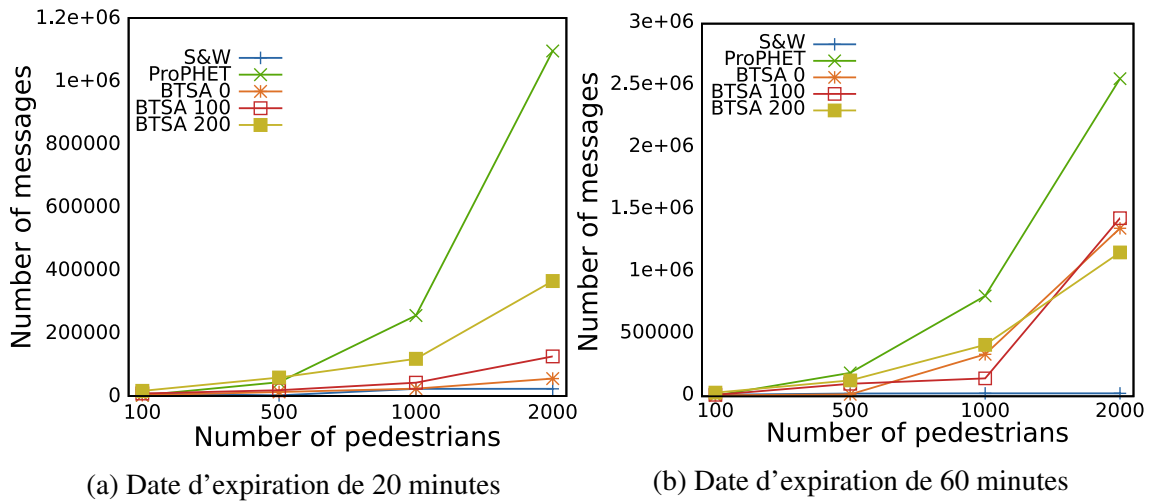 1.2e+06
1e+06
800000
600000
400000
200000
0
Number of messages
S&W
ProPHET
BTSA 0
BTSA 100
BTSA 200
100 500 1000 2000
Number of pedestrians
(a) Date d'expiration de 20 minutes
3e+06
2.5e+06
2e+06
1.5e+06
1e+06
500000
0
Number of messages
S&W
ProPHET
BTSA 0
BTSA 100
BTSA 200
100 500 1000 2000
Number of pedestrians
(b) Date d'expiration de 60 minutes